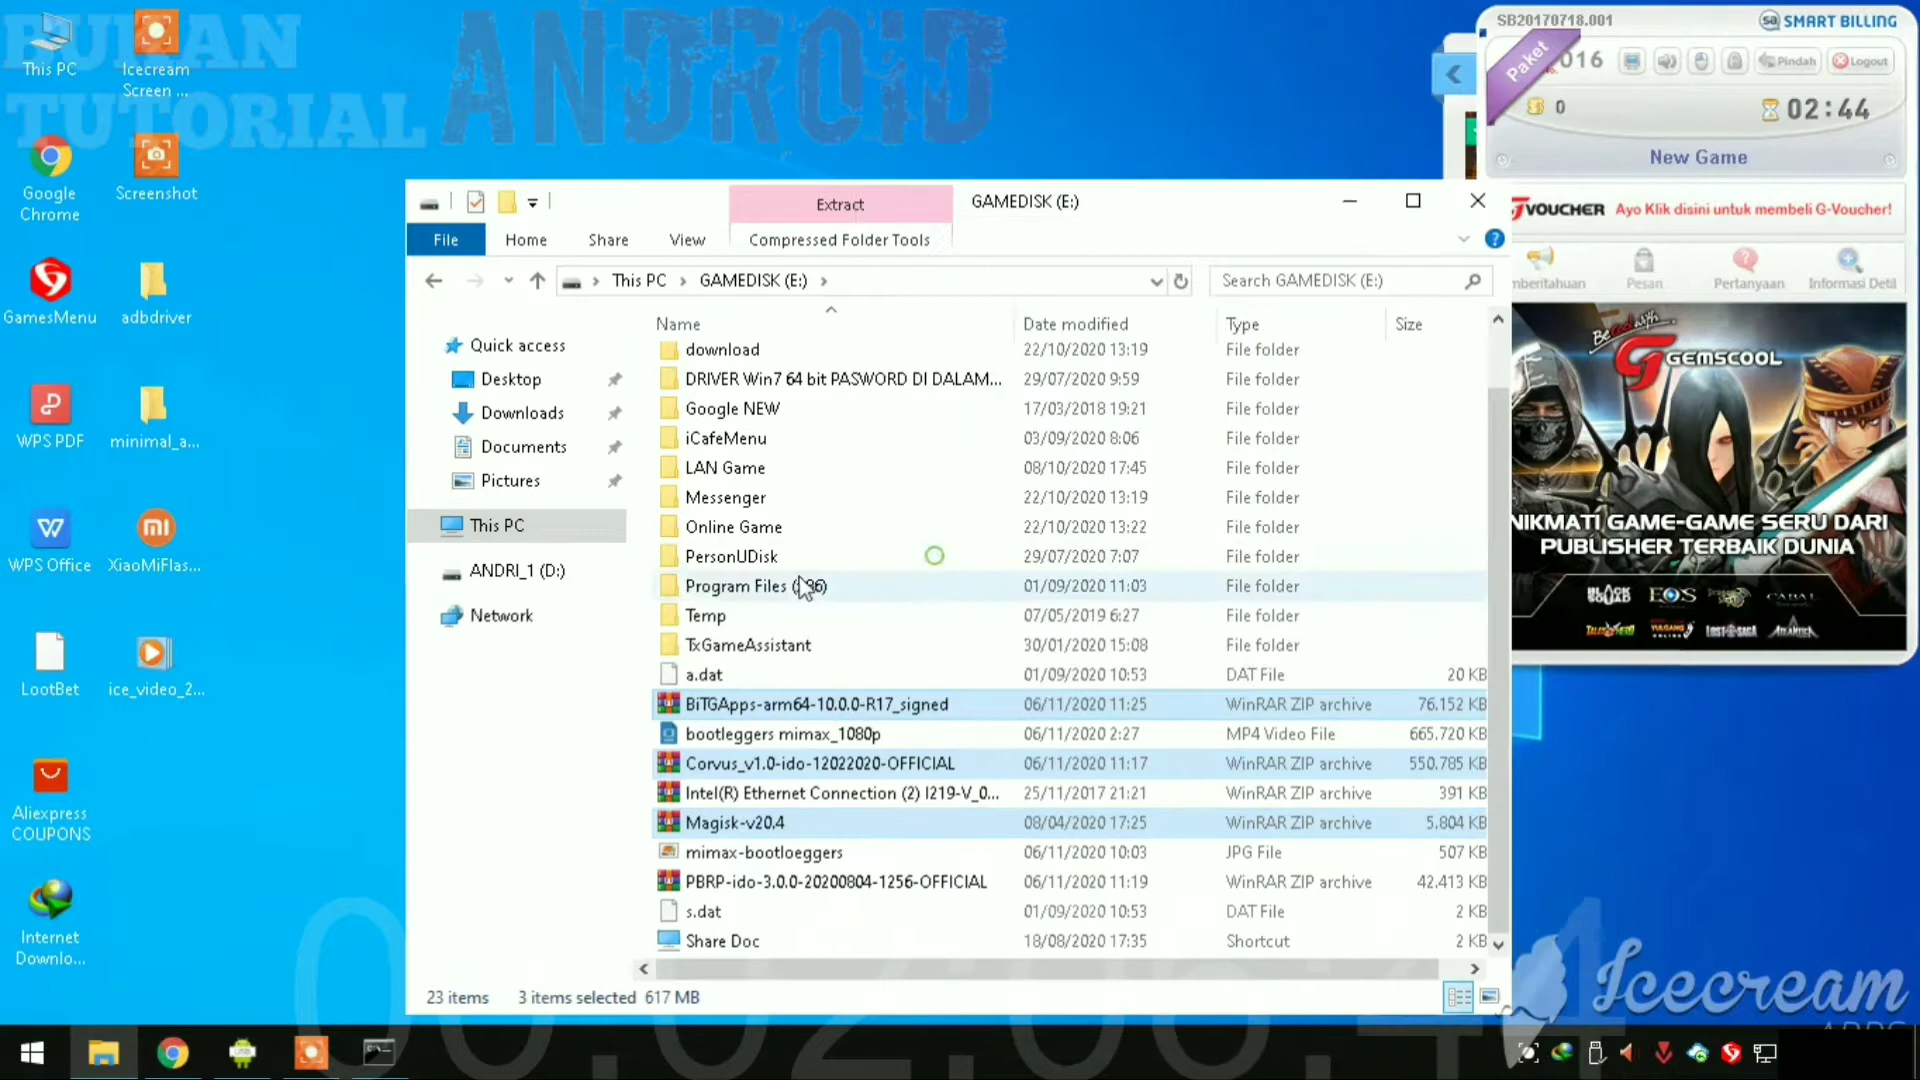 BUKAN
TUTORIAL
ANDROID
This PC
Icecream
Screen ...
Google
Chrome
Screenshot
GamesMenu
adbdriver
WPS PDF
minimal_a...
WPS Office
XiaoMiFlas...
LootBet
ice_video_2...
Aliexpress
COUPONS
Internet
Downlo...
Extract
GAMEDISK (E:)
File
Home
Share
View
Compressed Folder Tools
This PC
GAMEDISK (E:)
Search GAMEDISK (E:)
Quick access
Desktop
Downloads
Documents
Pictures
This PC
ANDRI_1 (D:)
Network
Name Date modified Type Size
download 22/10/2020 13:19 File folder
DRIVER Win7 64 bit PASWORD DI DALAM... 29/07/2020 9:59 File folder
Google NEW 17/03/2018 19:21 File folder
iCafeMenu 03/09/2020 8:06 File folder
LAN Game 08/10/2020 17:45 File folder
Messenger 22/10/2020 13:19 File folder
Online Game 22/10/2020 13:22 File folder
PersonUDisk 29/07/2020 7:07 File folder
Program Files 01/09/2020 11:03 File folder
Temp 07/05/2019 6:27 File folder
TxGameAssistant 30/01/2020 15:08 File folder
a.dat 01/09/2020 10:53 DAT File 20 KB
BiTGApps-arm64-10.0.0-R17_signed 06/11/2020 11:25 WinRAR ZIP archive 76.152 KB
bootleggers mimax_1080p 06/11/2020 2:27 MP4 Video File 665.720 KB
Corvus_v1.0-ido-12022020-OFFICIAL 06/11/2020 11:17 WinRAR ZIP archive 550.785 KB
Intel(R) Ethernet Connection (2) I219-V_0... 25/11/2017 21:21 WinRAR ZIP archive 391 KB
Magisk-v20.4 08/04/2020 17:25 WinRAR ZIP archive 5.804 KB
mimax-bootloeggers 06/11/2020 10:03 JPG File 507 KB
PBRP-ido-3.0.0-20200804-1256-OFFICIAL 06/11/2020 11:19 WinRAR ZIP archive 42.413 KB
s.dat 01/09/2020 10:53 DAT File 2 KB
Share Doc 18/08/2020 17:35 Shortcut 2 KB
23 items 3 items selected 617 MB
SB20170718.001
SMART BILLING
Paket
016
Pindah
Logout
0
02:44
New Game
VOUCHER Ayo Klik disini untuk membeli G-Voucher!
mberitahuan
Pesan
Pertanyaan
Informasi Detil
Be Cool with
GEMSCOOL
NIKMATI GAME-GAME SERU DARI
PUBLISHER TERBAIK DUNIA
BLACK SQUAD
EOS
CABAL
LOST SAGA
ATLANTICA
Icecream
APPS